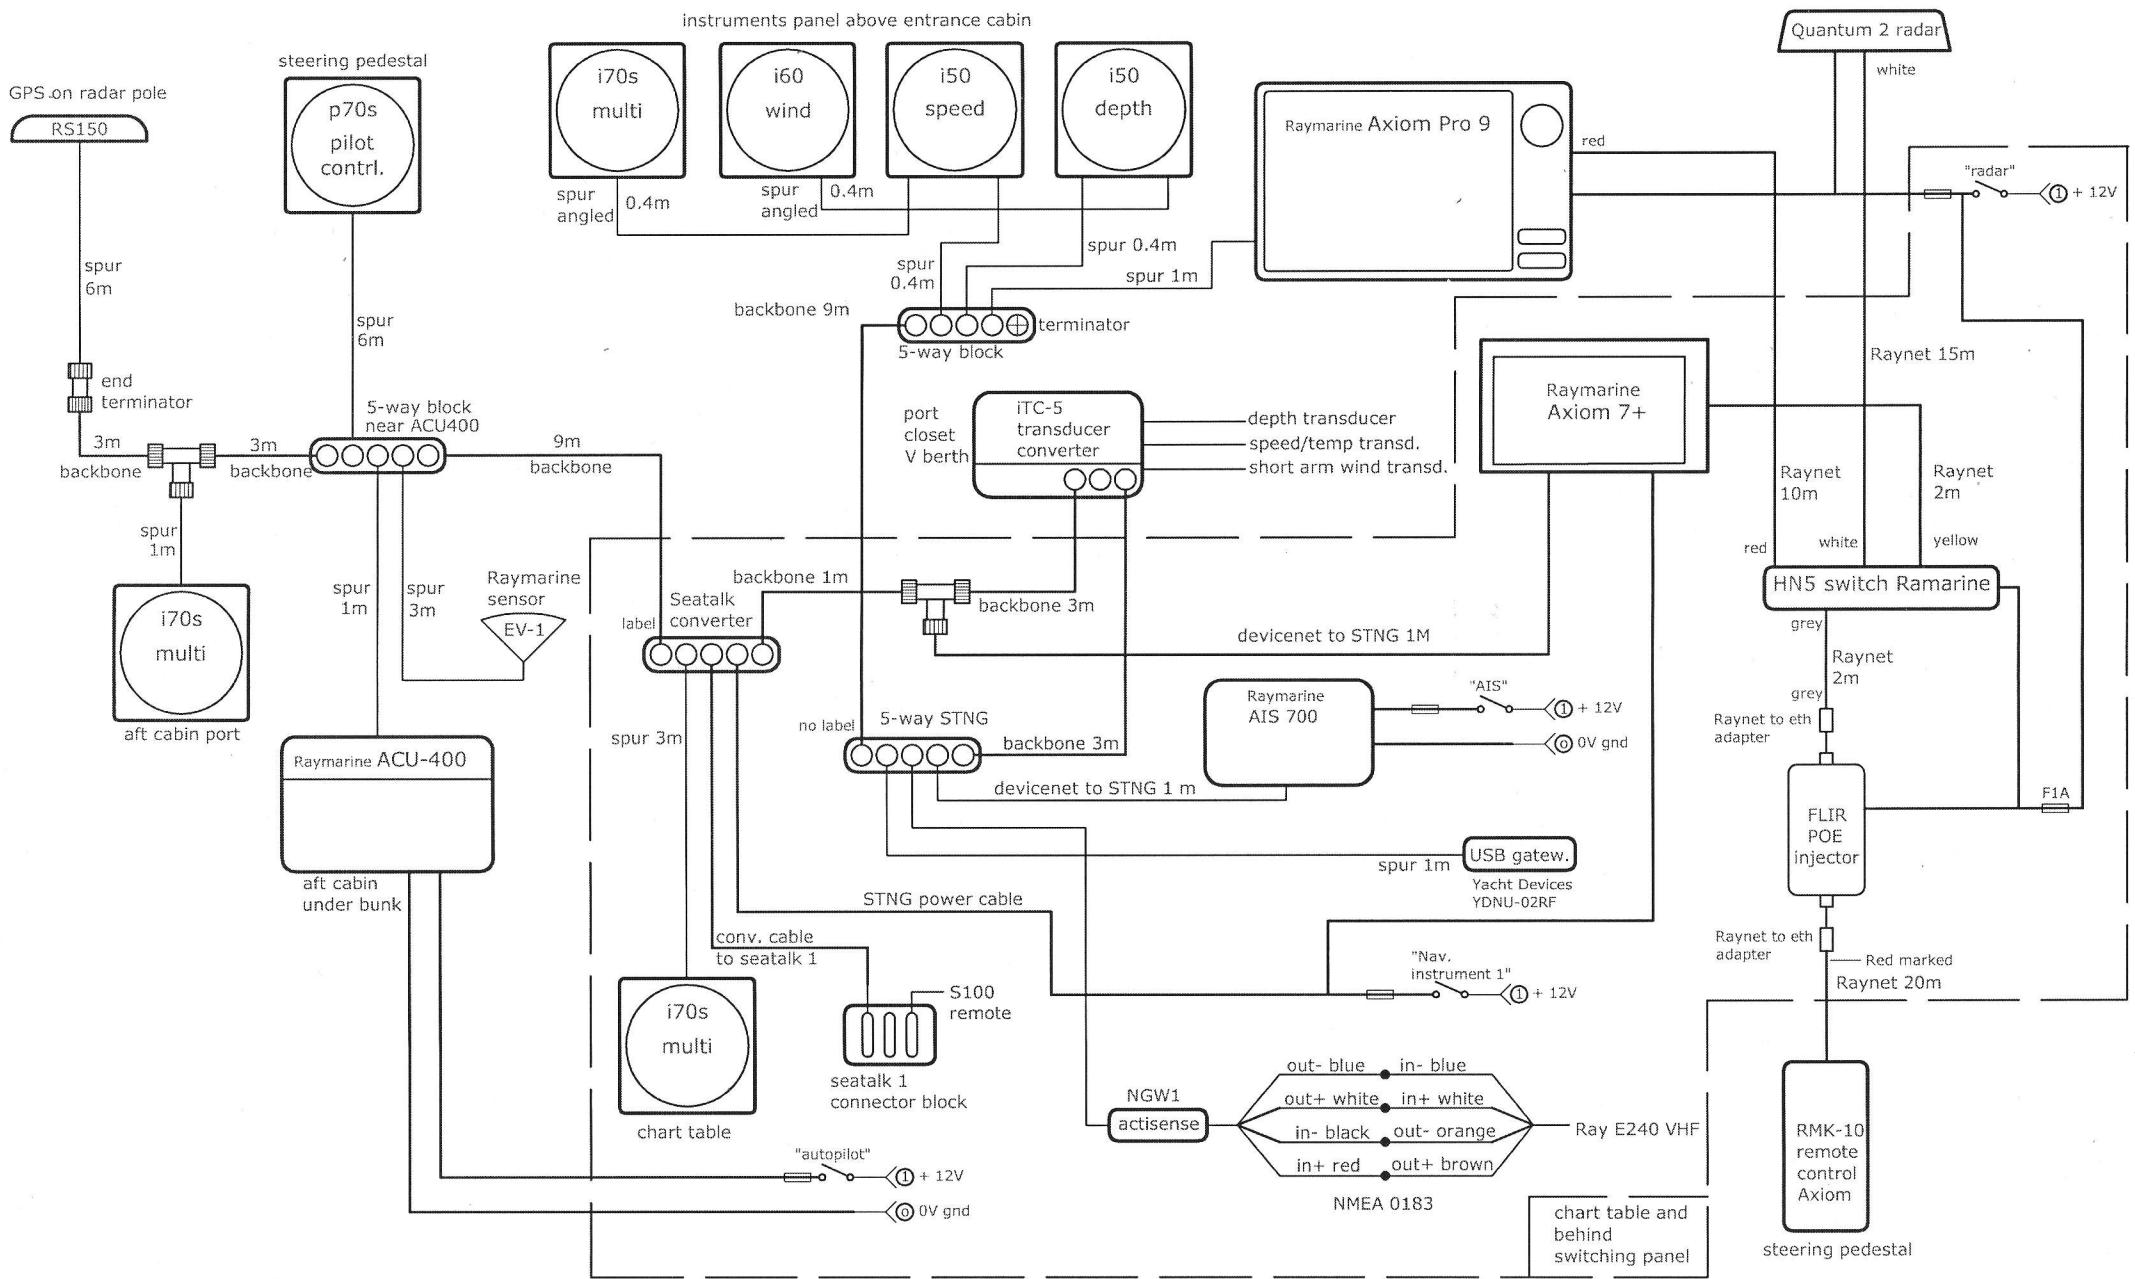 instruments panel above entrance cabin
steering pedestal
GPS on radar pole
RS150
p70s
pilot
contrl.
i70s
multi
i60
wind
i50
speed
i50
depth
spur
angled
0.4m
spur
angled
0.4m
Raymarine Axiom Pro 9
Quantum 2 radar
white
red
"radar"
1
+ 12V
spur
6m
spur
6m
spur
0.4m
spur 0.4m
spur 1m
backbone 9m
terminator
5-way block
end
terminator
5-way block
near ACU400
3m
backbone
3m
backbone
9m
backbone
port
closet
V berth
iTC-5
transducer
converter
depth transducer
speed/temp transd.
short arm wind transd.
Raymarine
Axiom 7+
Raynet 15m
Raynet
10m
Raynet
2m
red
white
yellow
HN5 switch Ramarine
spur
1m
i70s
multi
aft cabin port
spur
1m
spur
3m
Raymarine
sensor
EV-1
label
Seatalk
converter
backbone 1m
backbone 3m
devicenet to STNG 1M
grey
Raynet
2m
grey
Raynet to eth
adapter
Raymarine ACU-400
aft cabin
under bunk
spur 3m
no label
5-way STNG
backbone 3m
devicenet to STNG 1 m
Raymarine
AIS 700
"AIS"
1
+ 12V
0
0V gnd
F1A
FLIR
POE
injector
spur 1m
USB gatew.
Yacht Devices
YDNU-02RF
STNG power cable
conv. cable
to seatalk 1
S100
remote
"Nav.
instrument 1"
1
+ 12V
Raynet to eth
adapter
Red marked
Raynet 20m
i70s
multi
chart table
seatalk 1
connector block
NGW1
actisense
out- blue
in- blue
out+ white
in+ white
in- black
out- orange
in+ red
out+ brown
NMEA 0183
Ray E240 VHF
"autopilot"
1
+ 12V
0
0V gnd
RMK-10
remote
control
Axiom
steering pedestal
chart table and
behind
switching panel